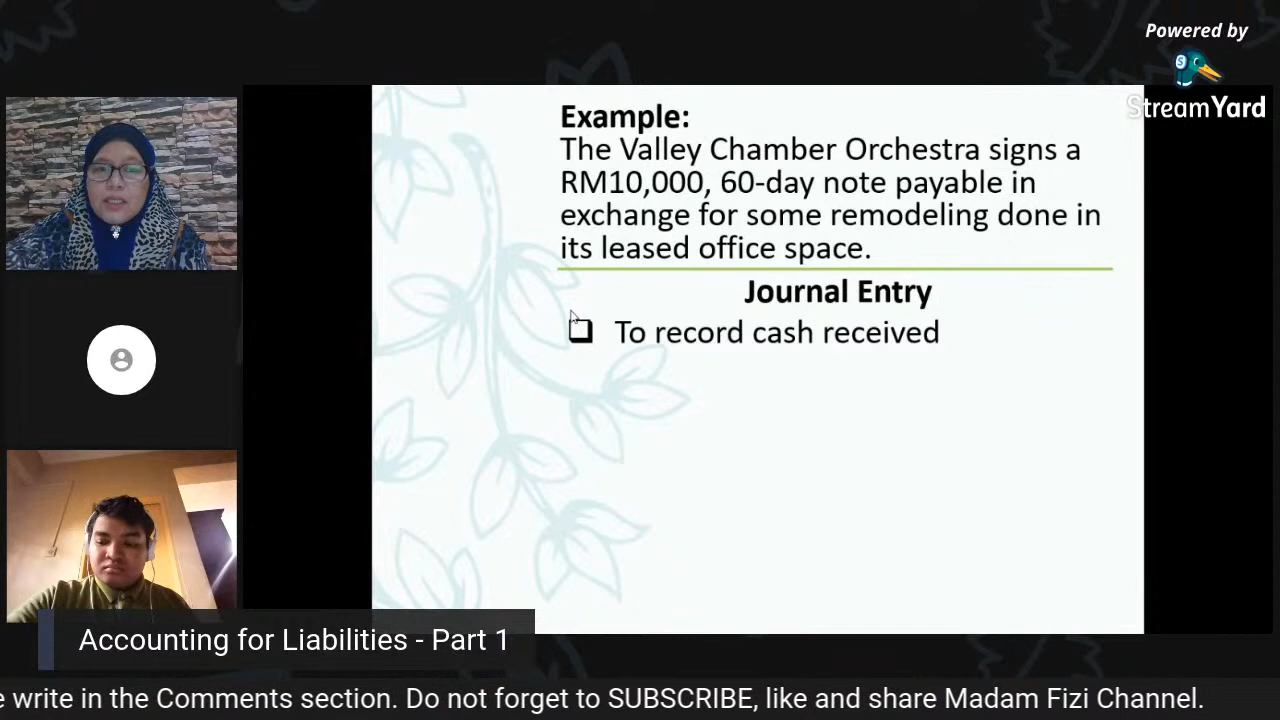 Powered by
StreamYard
Example:
The Valley Chamber Orchestra signs a
RM10,000, 60-day note payable in
exchange for some remodeling done in
its leased office space.
Journal Entry
To record cash received
Accounting for Liabilities - Part 1
write in the Comments section. Do not forget to SUBSCRIBE, like and share Madam Fizi Channel.